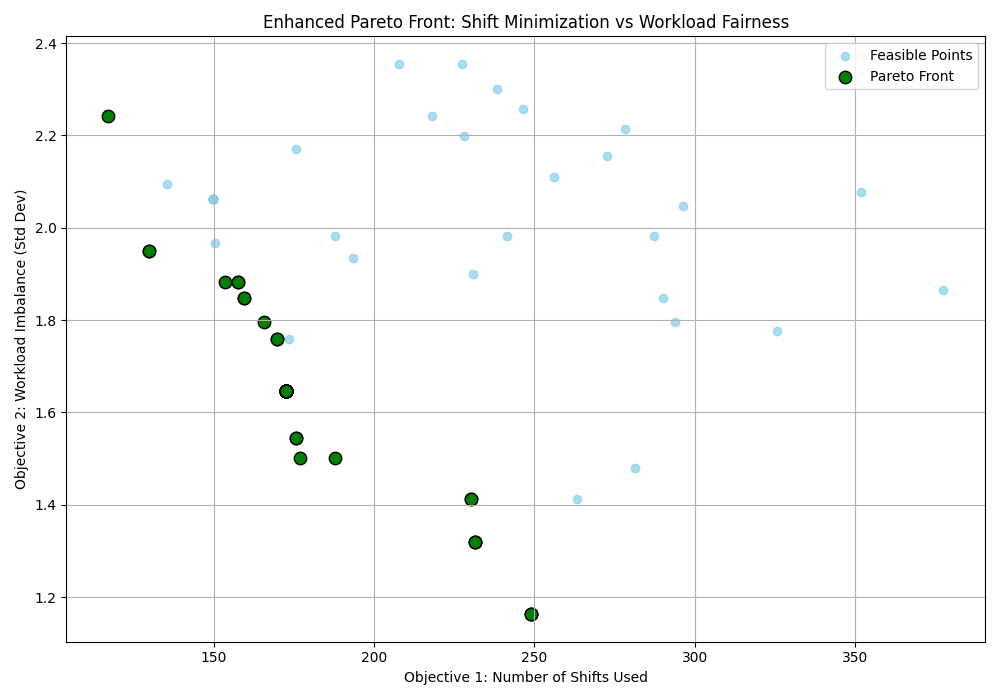 Enhanced Pareto Front: Shift Minimization vs Workload Fairness
Feasible Points
Pareto Front
Objective 2: Workload Imbalance (Std Dev)
2.4
2.2
2.0
1.8
1.6
1.4
1.2
150
200
250
300
350
Objective 1: Number of Shifts Used